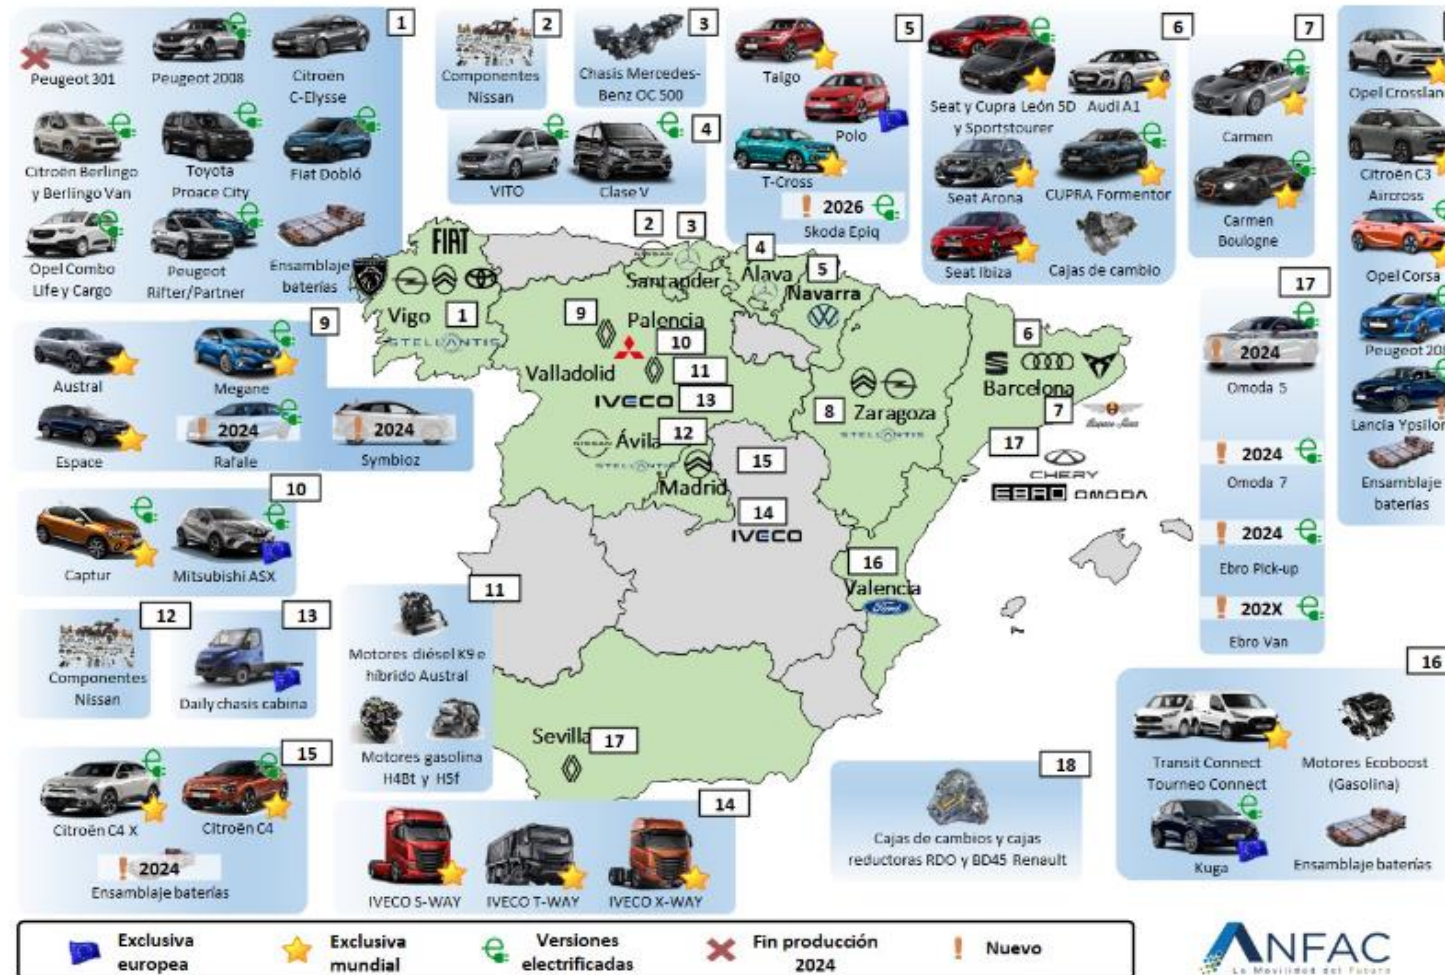 1
Peugeot 301
Peugeot 2008
Citroën
C-Elysse
Citroën Berlingo
y Berlingo Van
Toyota
Proace City
Fiat Dobló
Opel Combo
Life y Cargo
Peugeot
Rifter/Partner
Ensamblaje
baterías
2
Componentes
Nissan
3
Chasis Mercedes-
Benz OC 500
4
VITO
Clase V
5
Taigo
Polo
T-Cross
2026
Skoda Epiq
6
Seat y Cupra León 5D
y Sportstourer
Audi A1
Seat Arona
CUPRA Formentor
Seat Ibiza
Cajas de cambio
7
Carmen
Carmen
Boulogne
Opel Crosslan
Citroën C3
Aircross
Opel Corsa
Peugeot 20
Lancia Ypsilon
Ensamblaje
baterías
9
Austral
Megane
Espace
2024
Rafale
2024
Symbioz
10
Captur
Mitsubishi ASX
12
Componentes
Nissan
13
Daily chasis cabina
15
Citroën C4 X
Citroën C4
2024
Ensamblaje baterías
11
Motores diésel K9 e
híbrido Austral
Motores gasolina
H4Bt y H5f
14
IVECO S-WAY
IVECO T-WAY
IVECO X-WAY
FIAT
Vigo
1
STELLANTIS
2
3
NISSAN
Santander
4
Álava
5
Navarra
9
Palencia
10
Valladolid
11
IVECO
13
12
NISSAN
Ávila
STELLANTIS
Madrid
15
14
IVECO
6
Barcelona
7
8
Zaragoza
STELLANTIS
17
CHERY
EBRO
OMODA
16
Valencia
Ford
Sevilla
17
17
2024
Omoda 5
2024
Omoda 7
2024
Ebro Pick-up
202X
Ebro Van
18
Cajas de cambios y cajas
reductoras RDO y BD45 Renault
16
Transit Connect
Tourneo Connect
Motores Ecoboost
(Gasolina)
Kuga
Ensamblaje baterías
Exclusiva
europea
Exclusiva
mundial
Versiones
electrificadas
Fin producción
2024
Nuevo
ANFAC
La Movilidad del Futuro